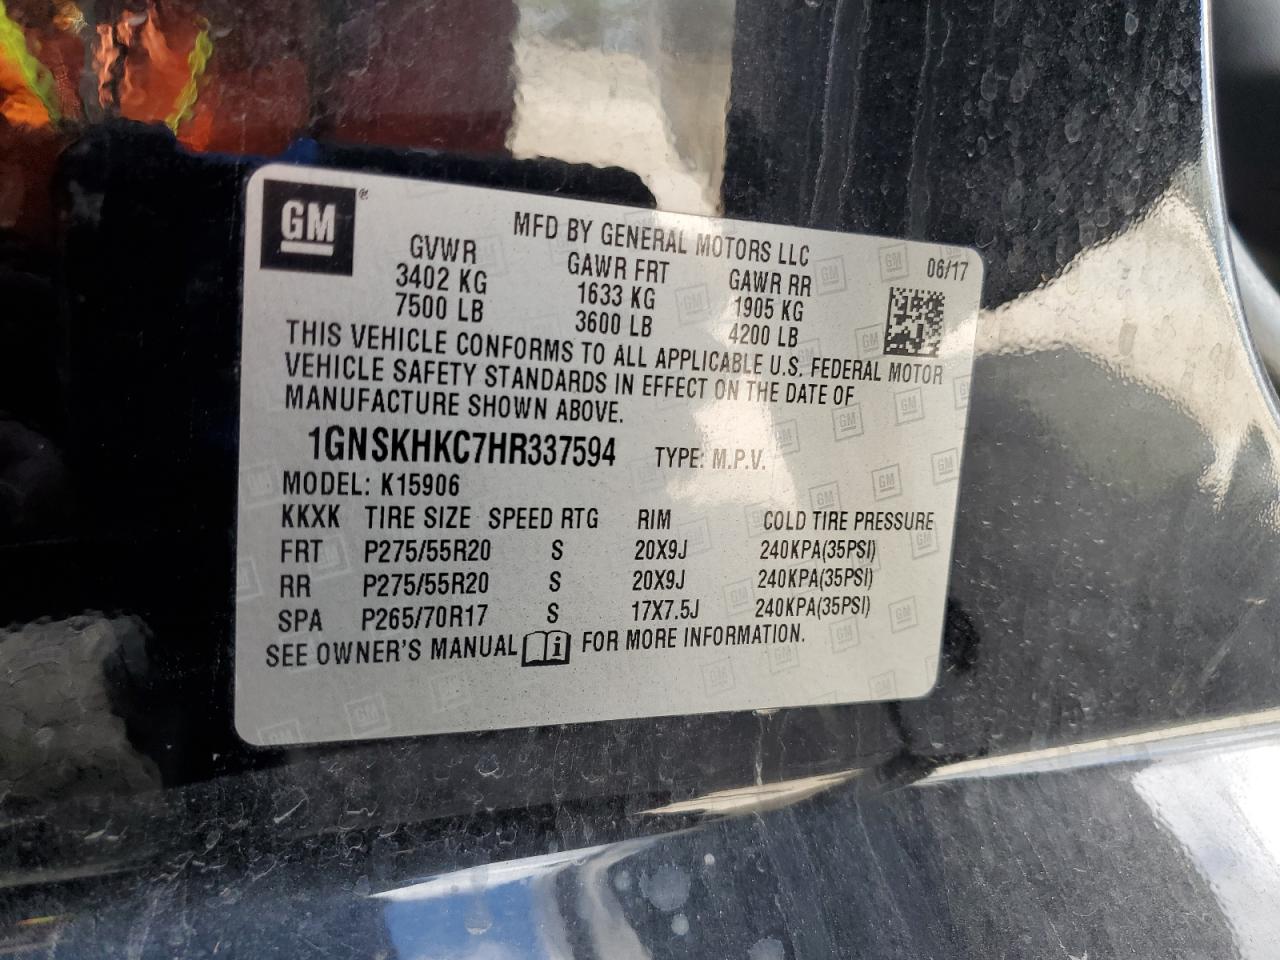 GM®
MFD BY GENERAL MOTORS LLC
GVWR GAWR FRT GAWR RR 06/17
3402 KG 1633 KG 1905 KG
7500 LB 3600 LB 4200 LB
THIS VEHICLE CONFORMS TO ALL APPLICABLE U.S. FEDERAL MOTOR
VEHICLE SAFETY STANDARDS IN EFFECT ON THE DATE OF
MANUFACTURE SHOWN ABOVE.
1GNSKHKC7HR337594 TYPE: M.P.V.
MODEL: K15906
KKXK TIRE SIZE SPEED RTG RIM COLD TIRE PRESSURE
FRT P275/55R20 S 20X9J 240KPA(35PSI)
RR P275/55R20 S 20X9J 240KPA(35PSI)
SPA P265/70R17 S 17X7.5J 240KPA(35PSI)
SEE OWNER'S MANUAL i FOR MORE INFORMATION.